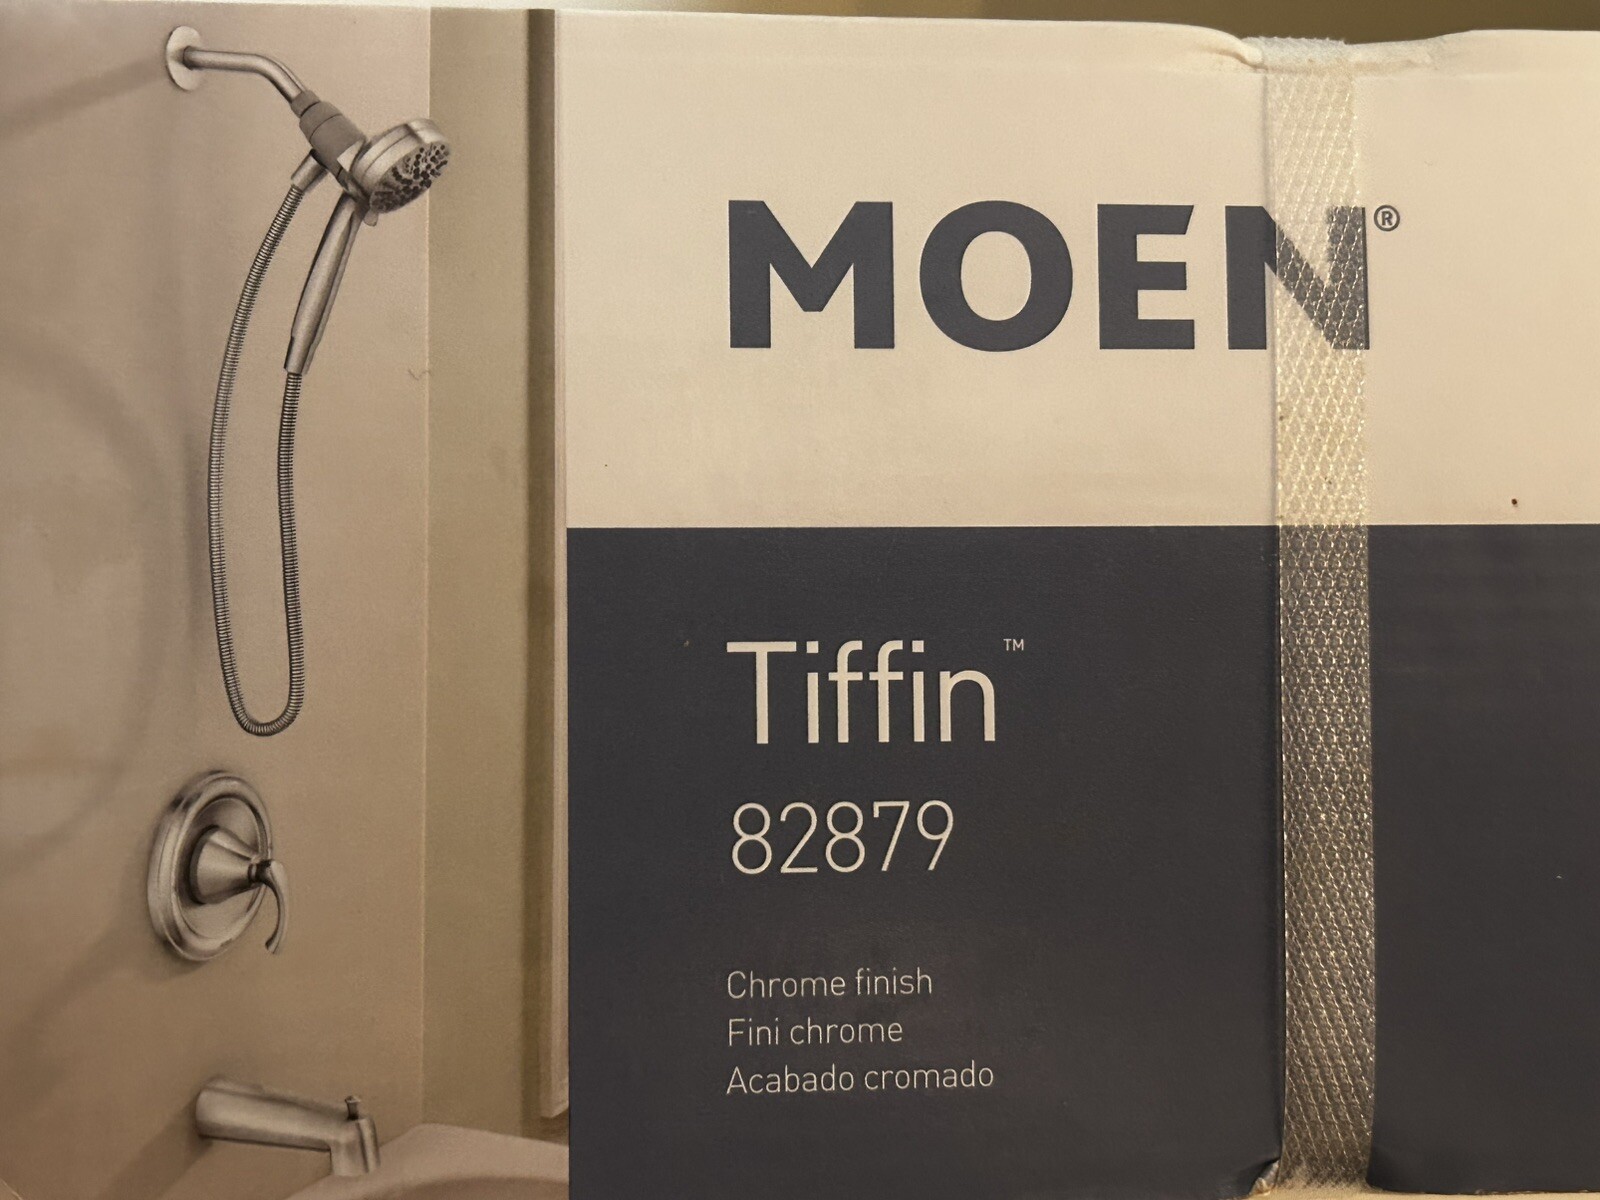 MOEN®
Tiffin™
82879
Chrome finish
Fini chrome
Acabado cromado